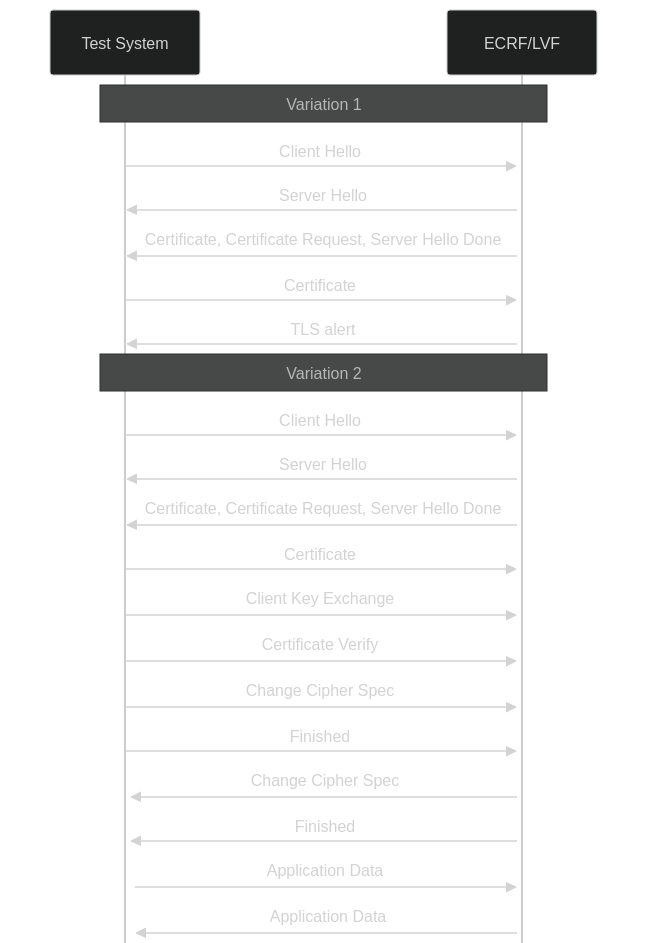 Test System
ECRF/LVF
Variation 1
Client Hello
Server Hello
Certificate, Certificate Request, Server Hello Done
Certificate
TLS alert
Variation 2
Client Hello
Server Hello
Certificate, Certificate Request, Server Hello Done
Certificate
Client Key Exchange
Certificate Verify
Change Cipher Spec
Finished
Change Cipher Spec
Finished
Application Data
Application Data